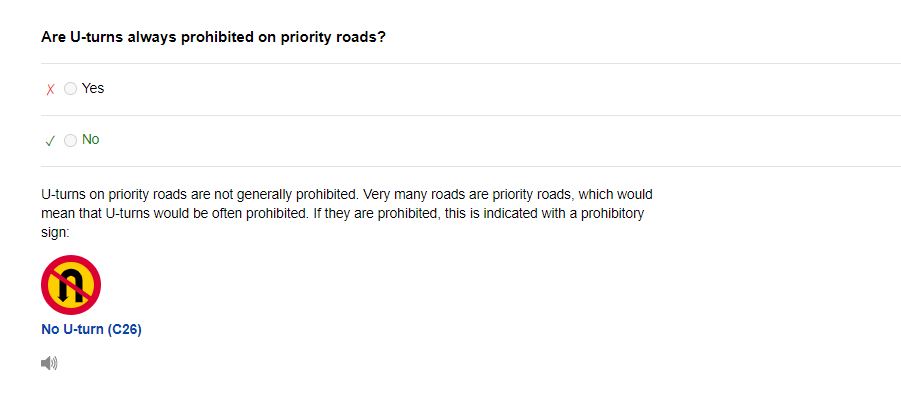 Are U-turns always prohibited on priority roads?
Yes
No
U-turns on priority roads are not generally prohibited. Very many roads are priority roads, which would
mean that U-turns would be often prohibited. If they are prohibited, this is indicated with a prohibitory
sign:
No U-turn (C26)